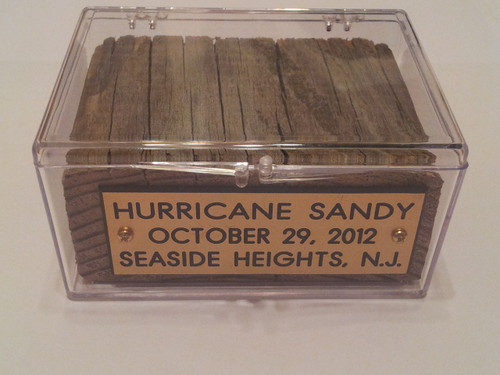 HURRICANE SANDY
OCTOBER 29, 2012
SEASIDE HEIGHTS, N.J.